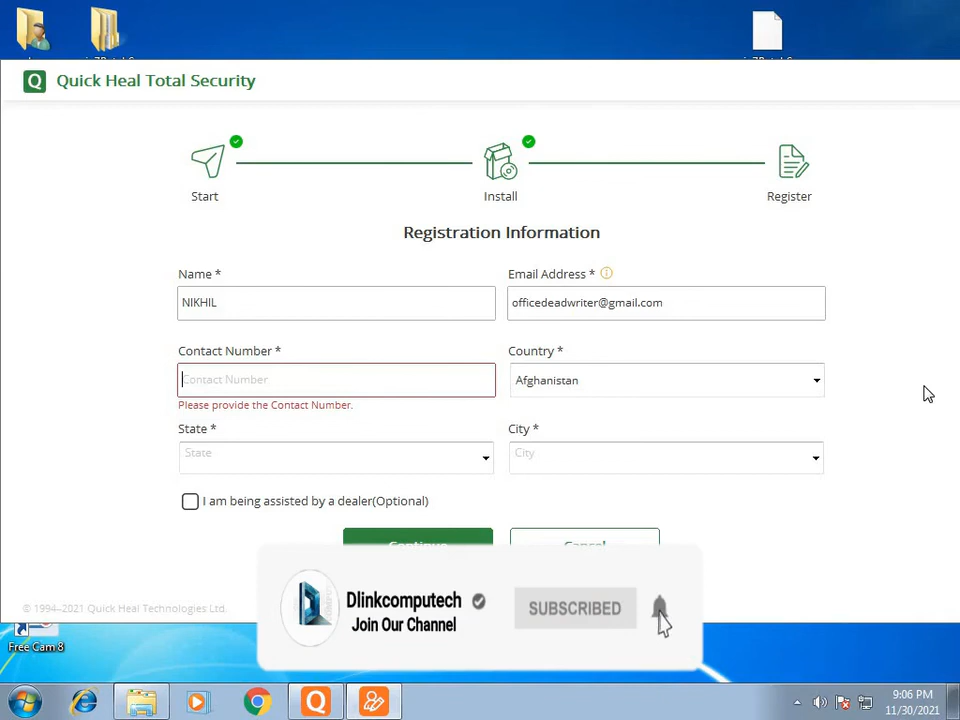 Quick Heal Total Security
Start
Install
Register
Registration Information
Name *
Email Address *
NIKHIL
officedeadwriter@gmail.com
Contact Number *
Country *
Contact Number
Afghanistan
Please provide the Contact Number.
State *
City *
State
City
I am being assisted by a dealer(Optional)
Continue
Cancel
Dlinkcomputech
Join Our Channel
SUBSCRIBED
© 1994-2021 Quick Heal Technologies Ltd.
Free Cam 8
9:06 PM
11/30/2021